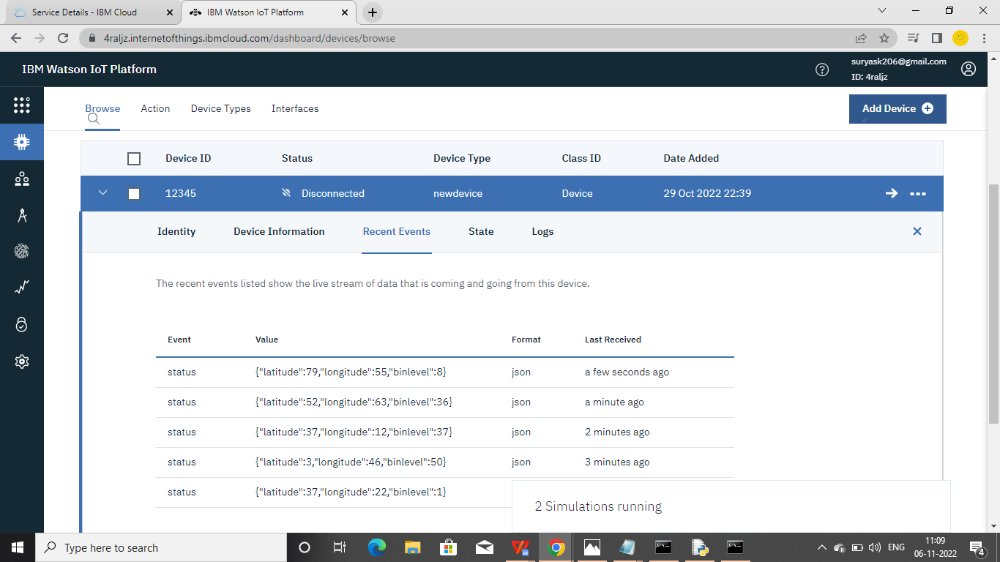 Service Details - IBM Cloud
IBM Watson IoT Platform
4raljz.internetofthings.ibmcloud.com/dashboard/devices/browse
IBM Watson IoT Platform
suryask206@gmail.com
ID: 4raljz
Browse Action Device Types Interfaces
Add Device
Device ID Status Device Type Class ID Date Added
12345 Disconnected newdevice Device 29 Oct 2022 22:39
Identity Device Information Recent Events State Logs
The recent events listed show the live stream of data that is coming and going from this device.
Event Value Format Last Received
status {"latitude":79,"longitude":55,"binlevel":8} json a few seconds ago
status {"latitude":52,"longitude":63,"binlevel":36} json a minute ago
status {"latitude":37,"longitude":12,"binlevel":37} json 2 minutes ago
status {"latitude":3,"longitude":46,"binlevel":50} json 3 minutes ago
status {"latitude":37,"longitude":22,"binlevel":1}
2 Simulations running
Type here to search
ENG
11:09
06-11-2022
4